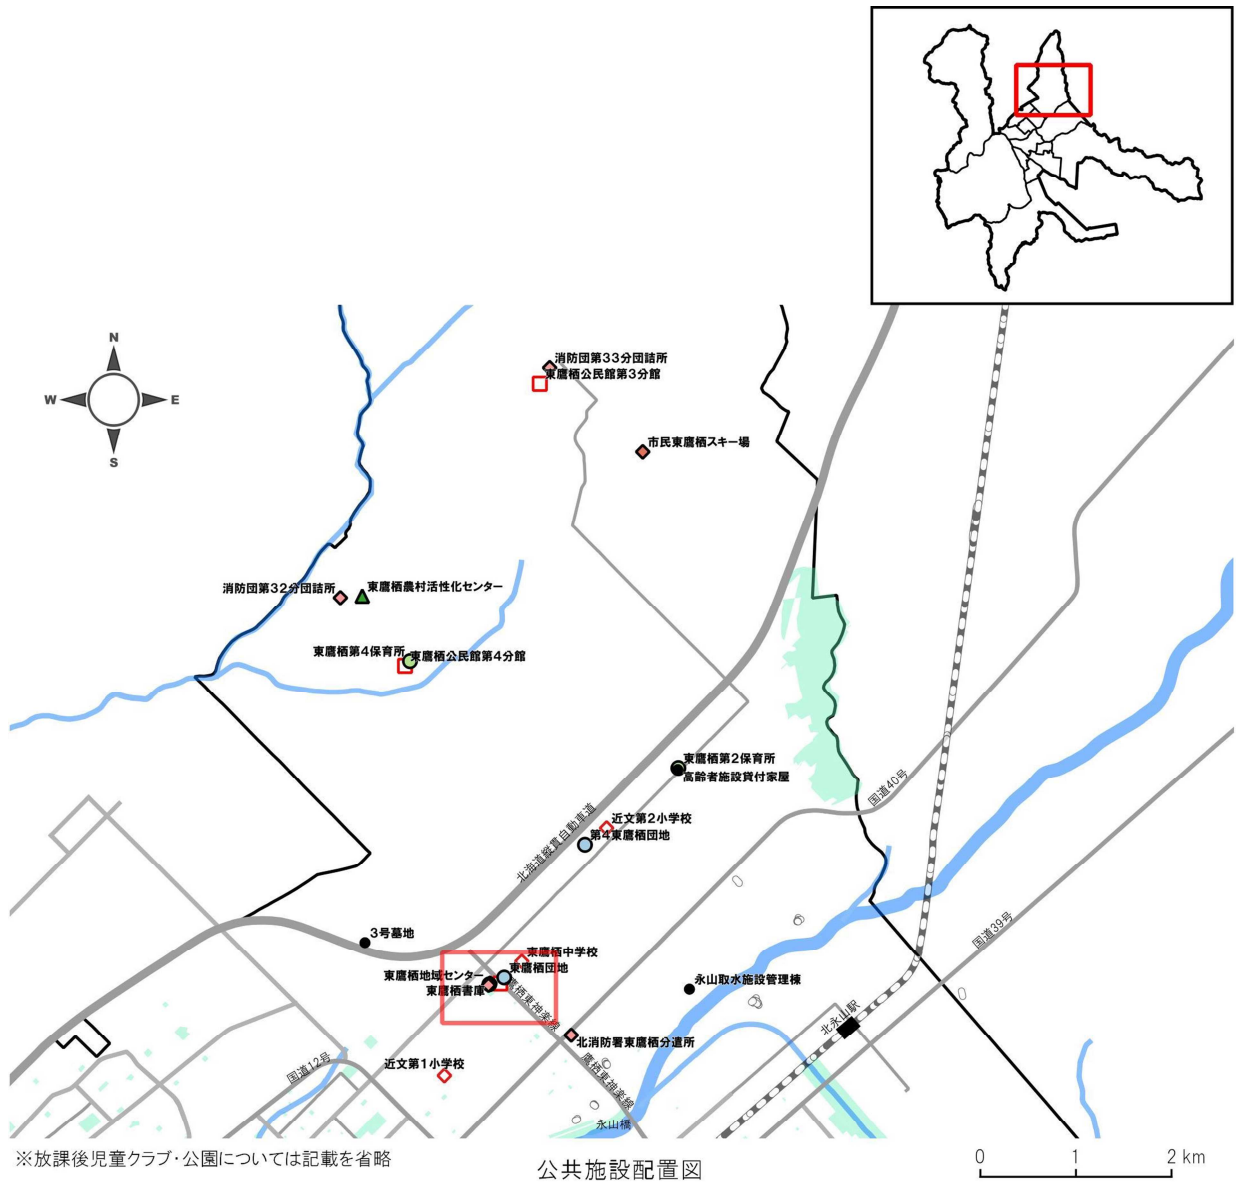 N
W
E
S
消防団第33分団詰所
東鷹栖公民館第3分館
市民東鷹栖スキー場
消防団第32分団詰所
東鷹栖農村活性化センター
東鷹栖第4保育所
東鷹栖公民館第4分館
東鷹栖第2保育所
高齢者施設貸付家屋
国道40号
北海道縦貫自動車道
近文第2小学校
第4東鷹栖団地
国道39号
3号墓地
東鷹栖中学校
東鷹栖地域センター
東鷹栖団地
東鷹栖書庫
鷹栖東神楽線
永山取水施設管理棟
北永山駅
北消防署東鷹栖分遣所
国道12号
近文第1小学校
鷹栖東神楽線
永山橋
※放課後児童クラブ・公園については記載を省略
公共施設配置図
0 1 2 km